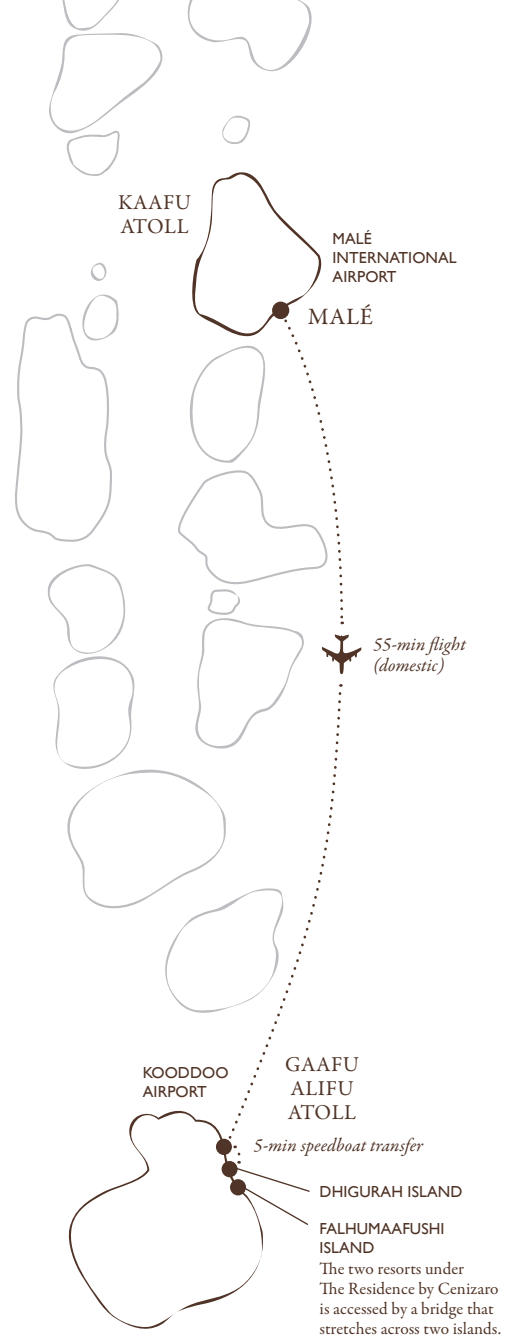 KAAFU
ATOLL
MALÉ
INTERNATIONAL
AIRPORT
MALÉ
55-min flight
(domestic)
KOODDOO
AIRPORT
GAAFU
ALIFU
ATOLL
5-min speedboat transfer
DHIGURAH ISLAND
FALHUMAAFUSHI
ISLAND
The two resorts under
The Residence by Cenizaro
is accessed by a bridge that
stretches across two islands.